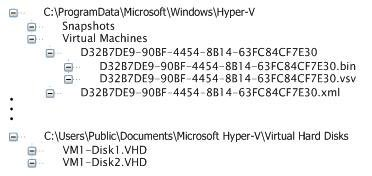 C:\ProgramData\Microsoft\Windows\Hyper-V
Snapshots
Virtual Machines
D32B7DE9-90BF-4454-8B14-63FC84CF7E30
D32B7DE9-90BF-4454-8B14-63FC84CF7E30.bin
D32B7DE9-90BF-4454-8B14-63FC84CF7E30.vsv
D32B7DE9-90BF-4454-8B14-63FC84CF7E30.xml
C:\Users\Public\Documents\Microsoft Hyper-V\Virtual Hard Disks
VM1-Disk1.VHD
VM1-Disk2.VHD